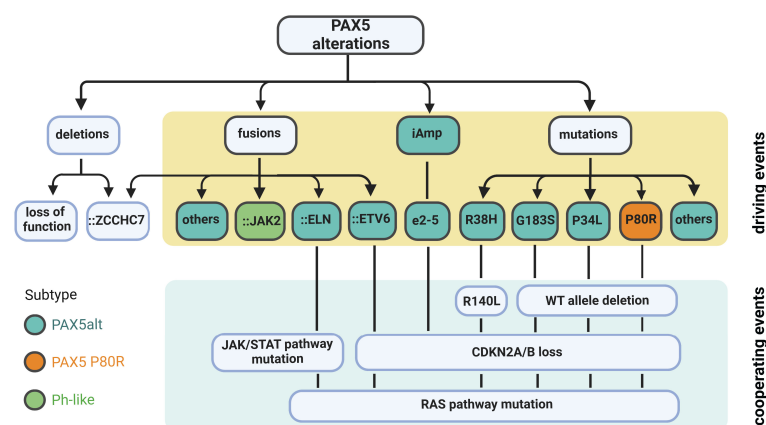 PAX5
alterations
deletions
fusions
iAmp
mutations
loss of
function
::ZCCHC7
others
::JAK2
::ELN
::ETV6
e2-5
R38H
G183S
P34L
P80R
others
driving events
Subtype
PAX5alt
PAX5 P80R
Ph-like
R140L
WT allele deletion
JAK/STAT pathway
mutation
CDKN2A/B loss
RAS pathway mutation
cooperating events